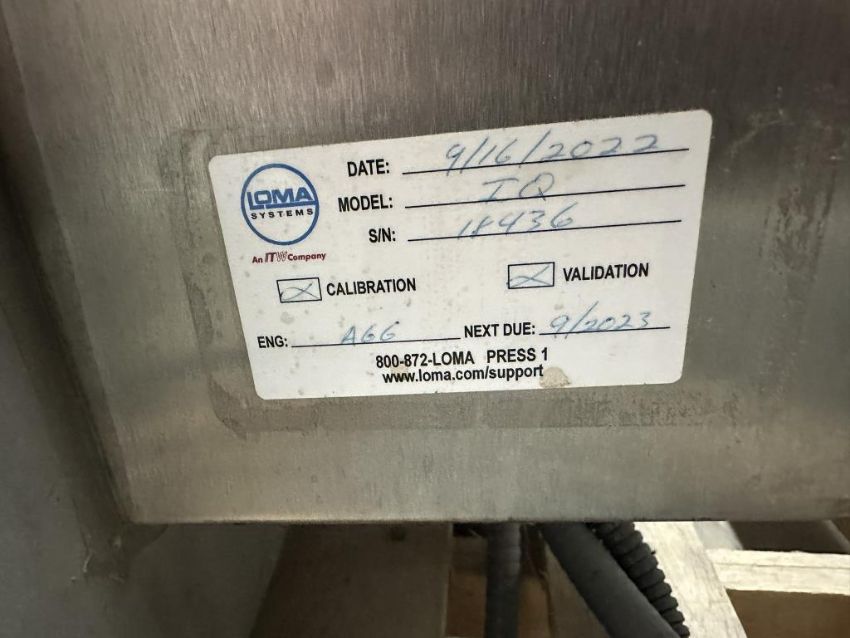 LOMA
SYSTEMS
An ITW Company
DATE: 9/16/2022
MODEL: IQ
S/N: 18436
CALIBRATION
VALIDATION
ENG: AGG NEXT DUE: 9/2023
800-872-LOMA PRESS 1
www.loma.com/support